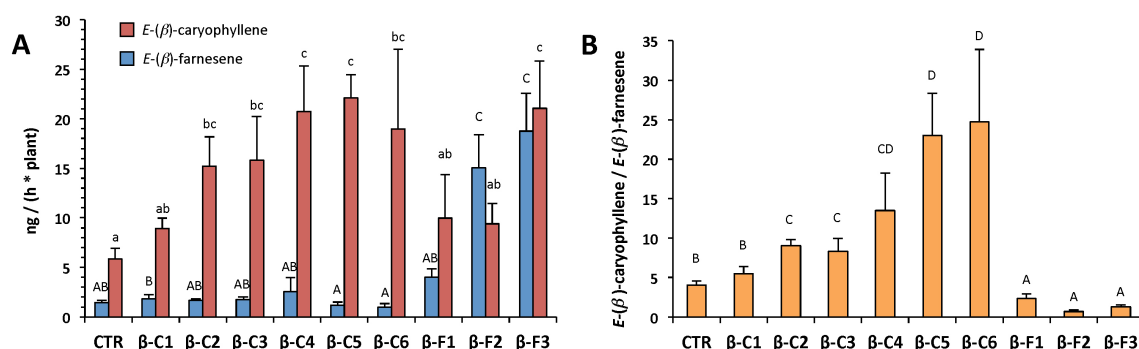 A
30
25
20
15
10
5
0
ng / (h * plant)
E-(β)-caryophyllene
E-(β)-farnesene
AB
a
B
ab
AB
bc
AB
bc
AB
c
A
c
A
bc
AB
ab
C
ab
C
c
CTR β-C1 β-C2 β-C3 β-C4 β-C5 β-C6 β-F1 β-F2 β-F3
B
35
30
25
20
15
10
5
0
E-(β)-caryophyllene / E-(β)-farnesene
B
B
C
C
CD
D
D
A
A
A
CTR β-C1 β-C2 β-C3 β-C4 β-C5 β-C6 β-F1 β-F2 β-F3